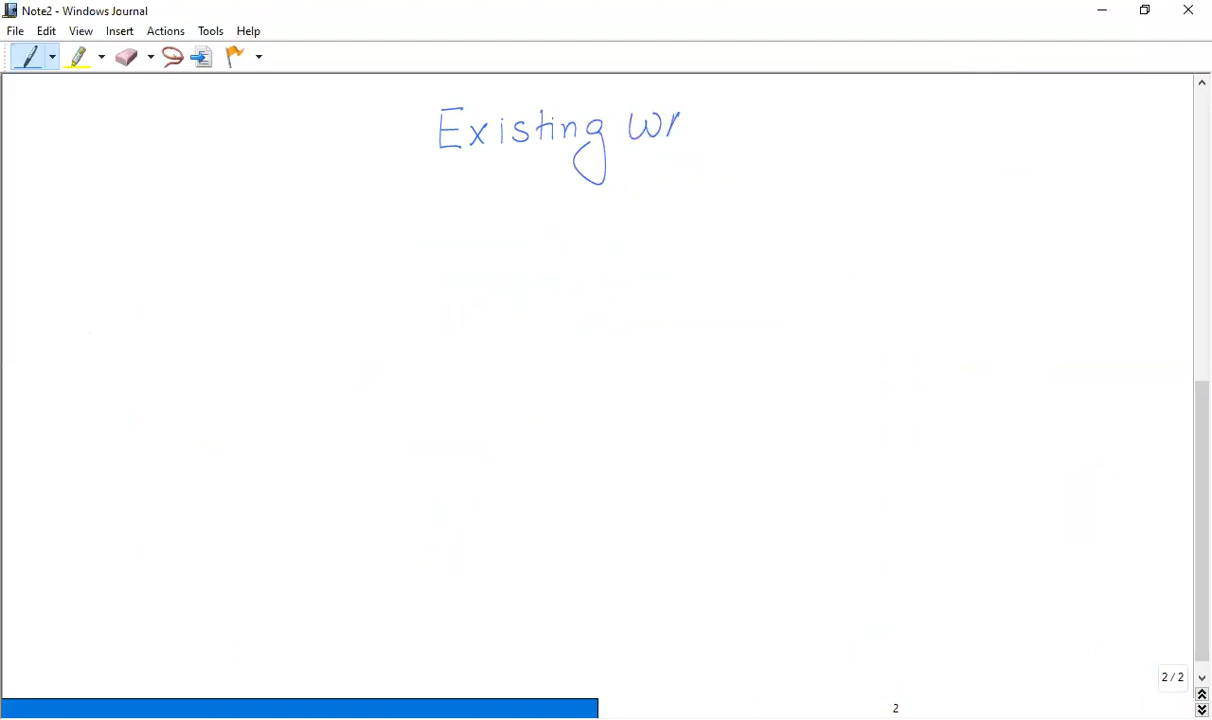 Note2 - Windows Journal
File Edit View Insert Actions Tools Help
Existing wr
2 / 2
2